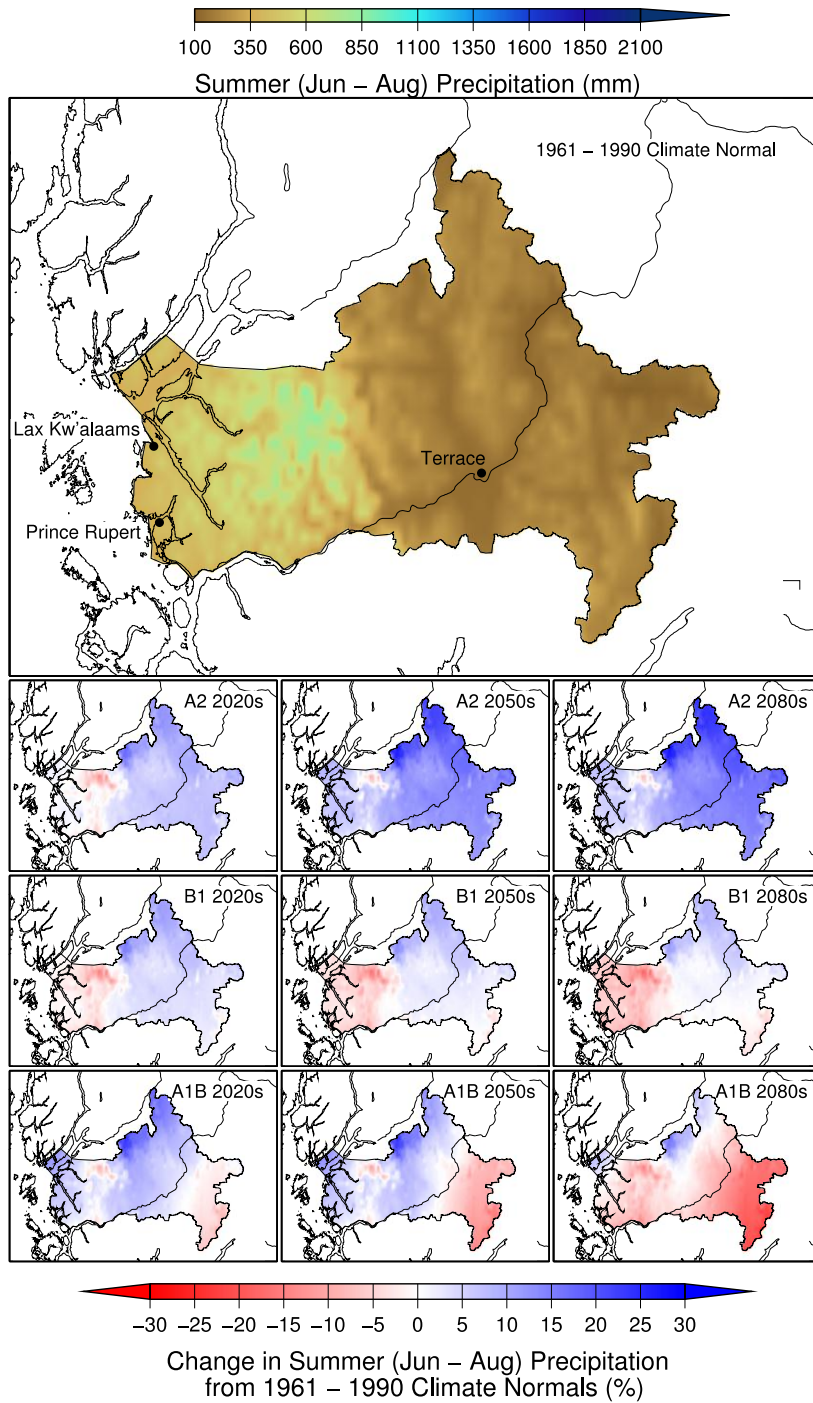 100 350 600 850 1100 1350 1600 1850 2100
Summer (Jun – Aug) Precipitation (mm)
1961 – 1990 Climate Normal
Lax Kw'alaams
Terrace
Prince Rupert
A2 2020s
A2 2050s
A2 2080s
B1 2020s
B1 2050s
B1 2080s
A1B 2020s
A1B 2050s
A1B 2080s
−30 −25 −20 −15 −10 −5 0 5 10 15 20 25 30
Change in Summer (Jun – Aug) Precipitation
from 1961 – 1990 Climate Normals (%)